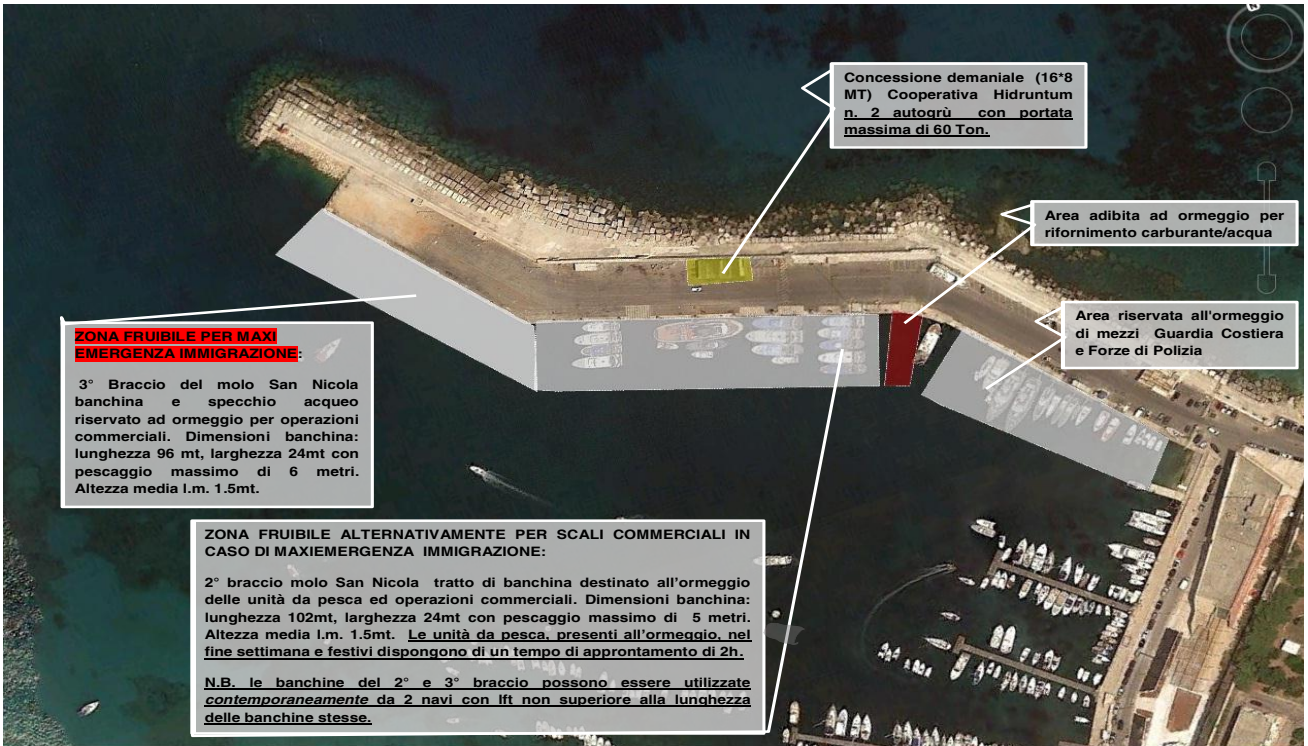 Concessione demaniale (16*8
MT) Cooperativa Hidruntum
n. 2 autogrù con portata
massima di 60 Ton.
Area adibita ad ormeggio per
rifornimento carburante/acqua
Area riservata all'ormeggio
di mezzi Guardia Costiera
e Forze di Polizia
ZONA FRUIBILE PER MAXI
EMERGENZA IMMIGRAZIONE:
3° Braccio del molo San Nicola
banchina e specchio acqueo
riservato ad ormeggio per operazioni
commerciali. Dimensioni banchina:
lunghezza 96 mt, larghezza 24mt con
pescaggio massimo di 6 metri.
Altezza media l.m. 1.5mt.
ZONA FRUIBILE ALTERNATIVAMENTE PER SCALI COMMERCIALI IN
CASO DI MAXIEMERGENZA IMMIGRAZIONE:
2° braccio molo San Nicola tratto di banchina destinato all'ormeggio
delle unità da pesca ed operazioni commerciali. Dimensioni banchina:
lunghezza 102mt, larghezza 24mt con pescaggio massimo di 5 metri.
Altezza media l.m. 1.5mt. Le unità da pesca, presenti all'ormeggio, nel
fine settimana e festivi dispongono di un tempo di approntamento di 2h.
N.B. le banchine del 2° e 3° braccio possono essere utilizzate
contemporaneamente da 2 navi con lft non superiore alla lunghezza
delle banchine stesse.